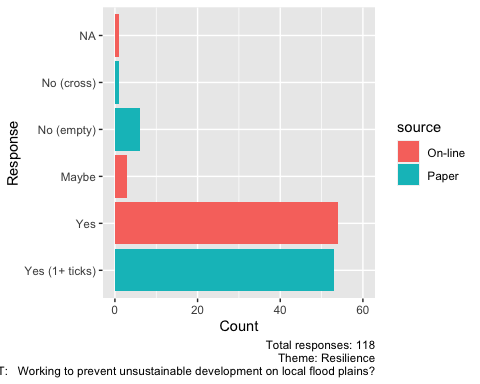 NA
No (cross)
No (empty)
Maybe
Yes
Yes (1+ ticks)
Response
0 20 40 60
Count
source
On-line
Paper
Total responses: 118
Theme: Resilience
T: Working to prevent unsustainable development on local flood plains?